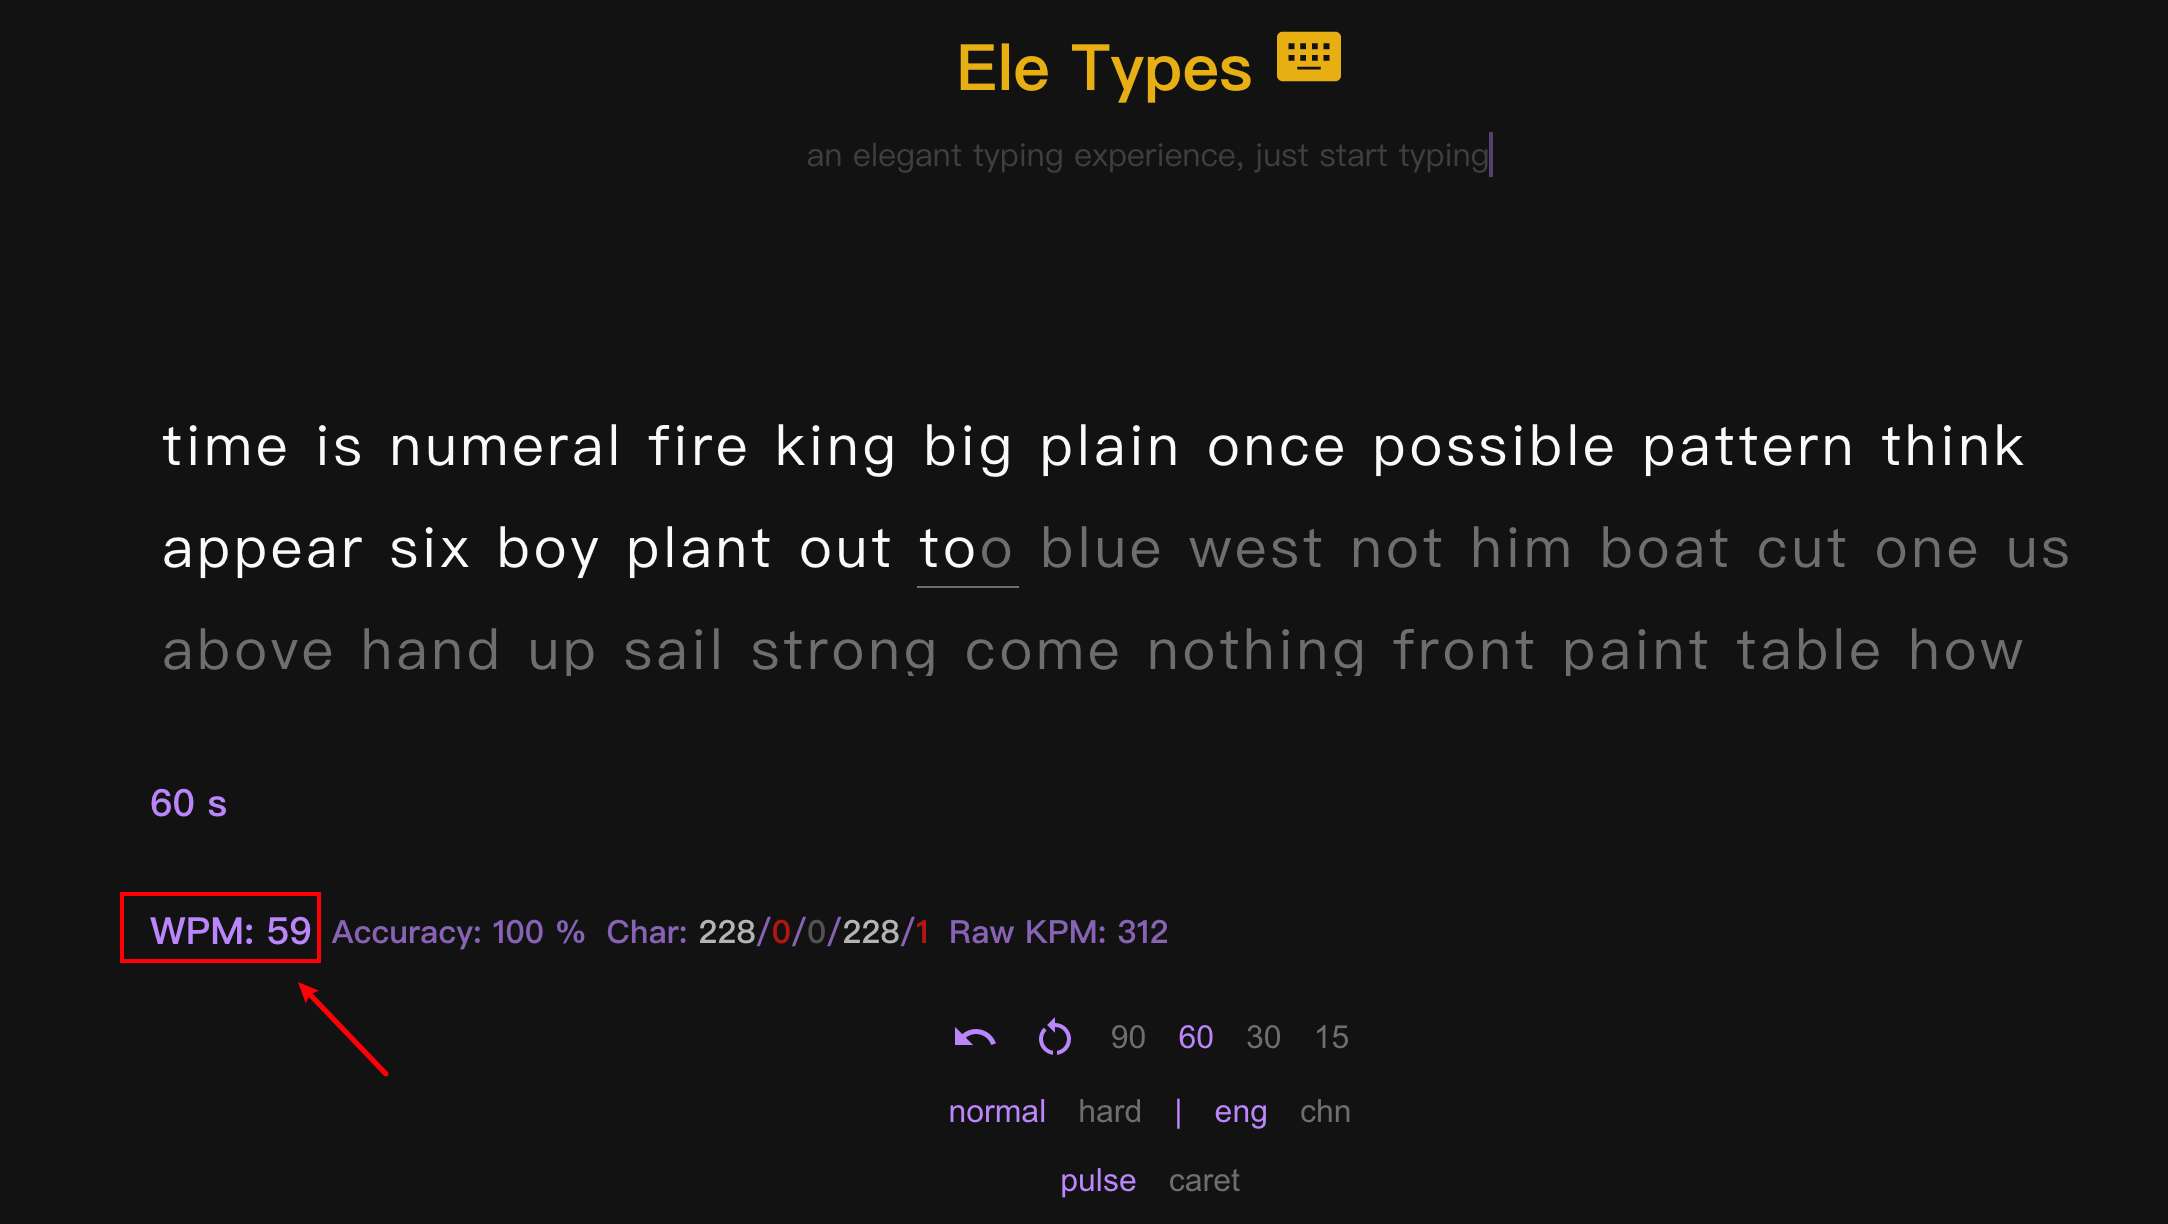 Ele Types
an elegant typing experience, just start typing
time is numeral fire king big plain once possible pattern think
appear six boy plant out too blue west not him boat cut one us
above hand up sail strong come nothing front paint table how
60 s
WPM: 59 Accuracy: 100 % Char: 228/0/0/228/1 Raw KPM: 312
90 60 30 15
normal hard | eng chn
pulse caret